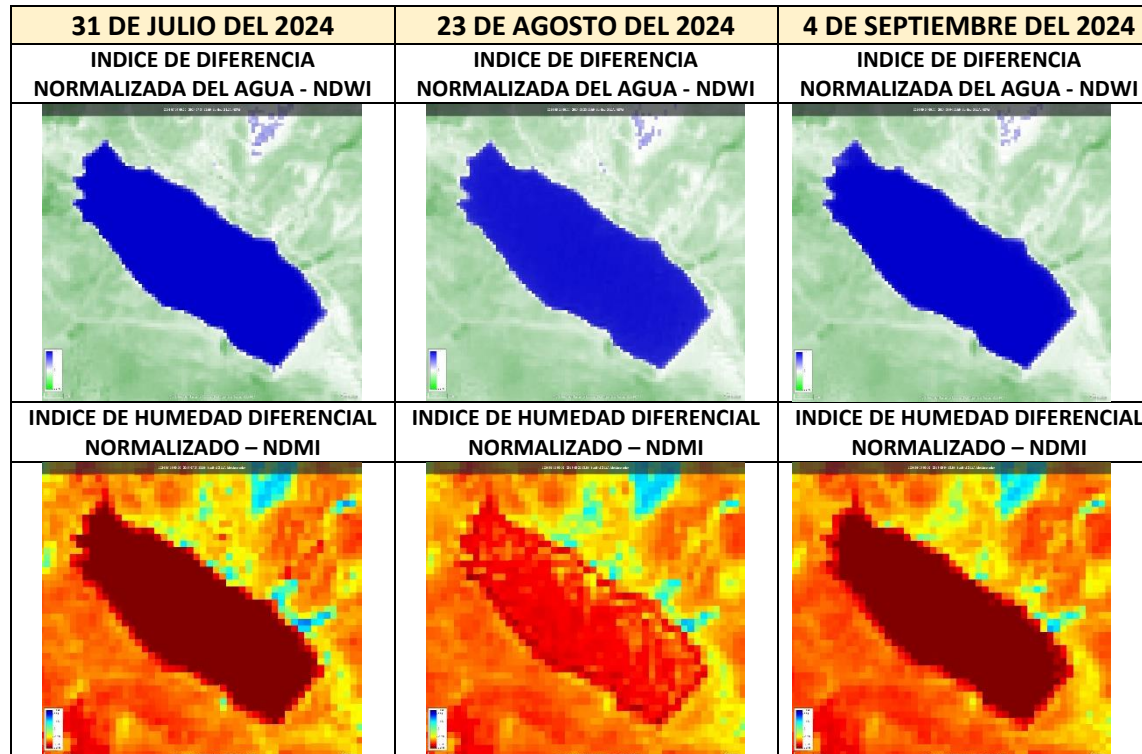 31 DE JULIO DEL 2024
23 DE AGOSTO DEL 2024
4 DE SEPTIEMBRE DEL 2024
INDICE DE DIFERENCIA
NORMALIZADA DEL AGUA - NDWI
INDICE DE DIFERENCIA
NORMALIZADA DEL AGUA - NDWI
INDICE DE DIFERENCIA
NORMALIZADA DEL AGUA - NDWI
INDICE DE HUMEDAD DIFERENCIAL
NORMALIZADO – NDMI
INDICE DE HUMEDAD DIFERENCIAL
NORMALIZADO – NDMI
INDICE DE HUMEDAD DIFERENCIAL
NORMALIZADO – NDMI